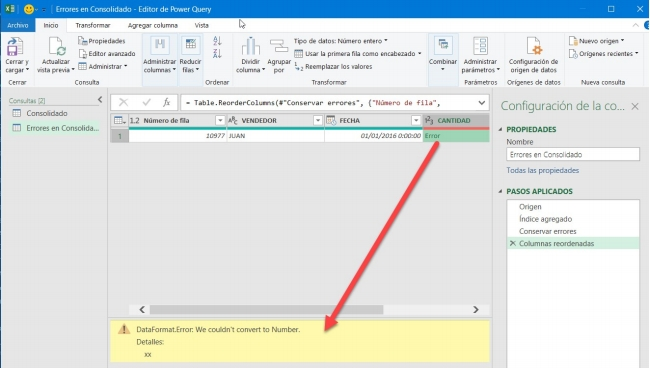 Errores en Consolidado - Editor de Power Query
Archivo Inicio Transformar Agregar columna Vista
Cerrar y cargar
Cerrar
Actualizar vista previa
Propiedades
Editor avanzado
Administrar
Consulta
Administrar columnas
Reducir filas
Ordenar
Dividir columna
Agrupar por
Tipo de datos: Número entero
Usar la primera fila como encabezado
Reemplazar los valores
Transformar
Combinar
Administrar parámetros
Parámetros
Configuración de origen de datos
Orígenes de datos
Nuevo origen
Orígenes recientes
Nueva consulta
Consultas [2]
Consolidado
Errores en Consolida...
fx = Table.ReorderColumns(#"Conservar errores", {"Número de fila",
1.2 Número de fila ABC VENDEDOR FECHA 123 CANTIDAD
1 10977 JUAN 01/01/2016 0:00:00 Error
DataFormat.Error: We couldn't convert to Number.
Detalles:
xx
Configuración de la co...
PROPIEDADES
Nombre
Errores en Consolidado
Todas las propiedades
PASOS APLICADOS
Origen
Índice agregado
Conservar errores
Columnas reordenadas